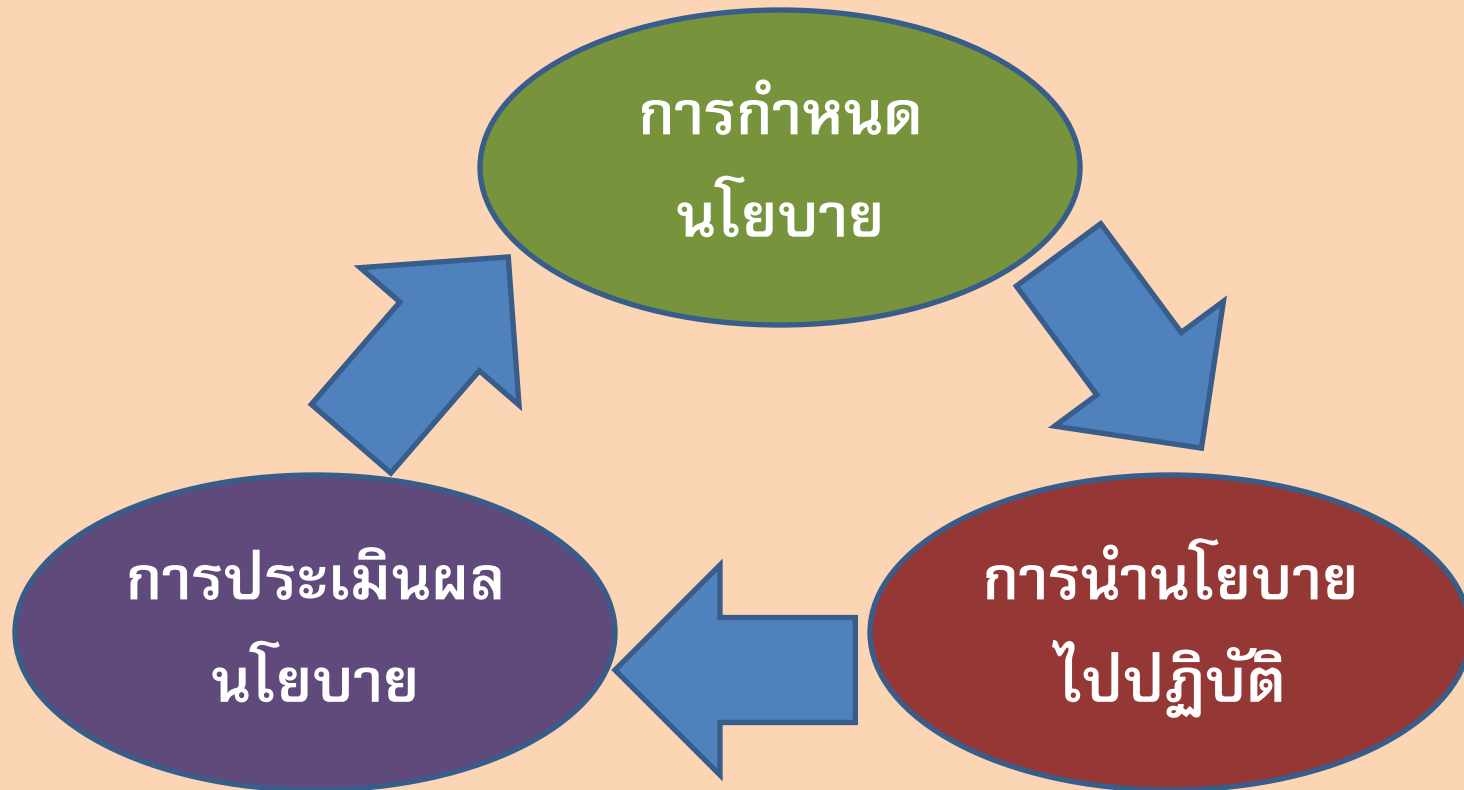 การกำหนด
นโยบาย
การนำนโยบาย
ไปปฏิบัติ
การประเมินผล
นโยบาย